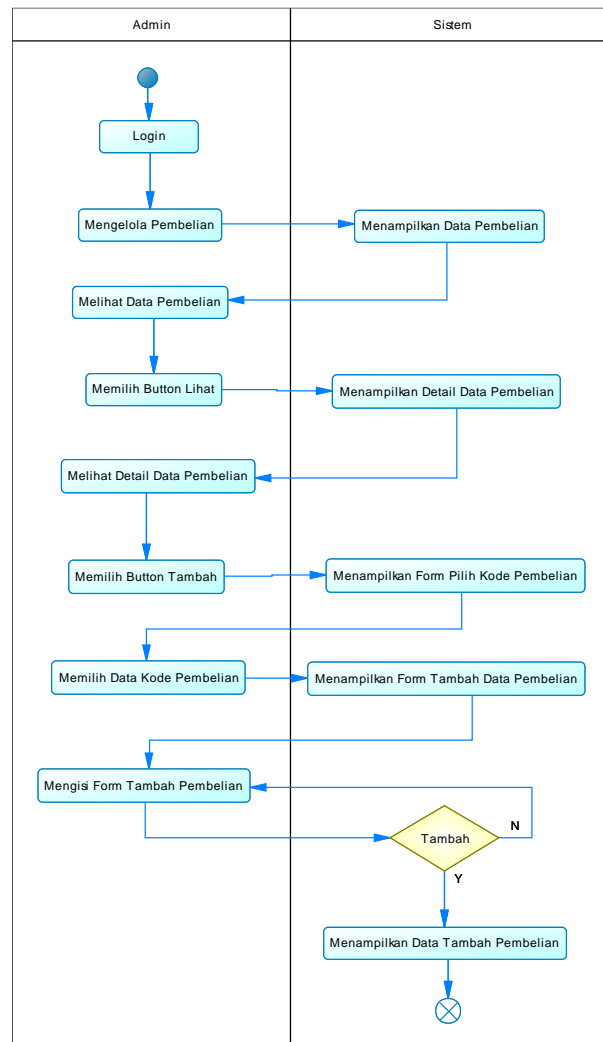 Admin
Sistem
Login
Mengelola Pembelian
Menampilkan Data Pembelian
Melihat Data Pembelian
Memilih Button Lihat
Menampilkan Detail Data Pembelian
Melihat Detail Data Pembelian
Memilih Button Tambah
Menampilkan Form Pilih Kode Pembelian
Memilih Data Kode Pembelian
Menampilkan Form Tambah Data Pembelian
Mengisi Form Tambah Pembelian
Tambah
N
Y
Menampilkan Data Tambah Pembelian